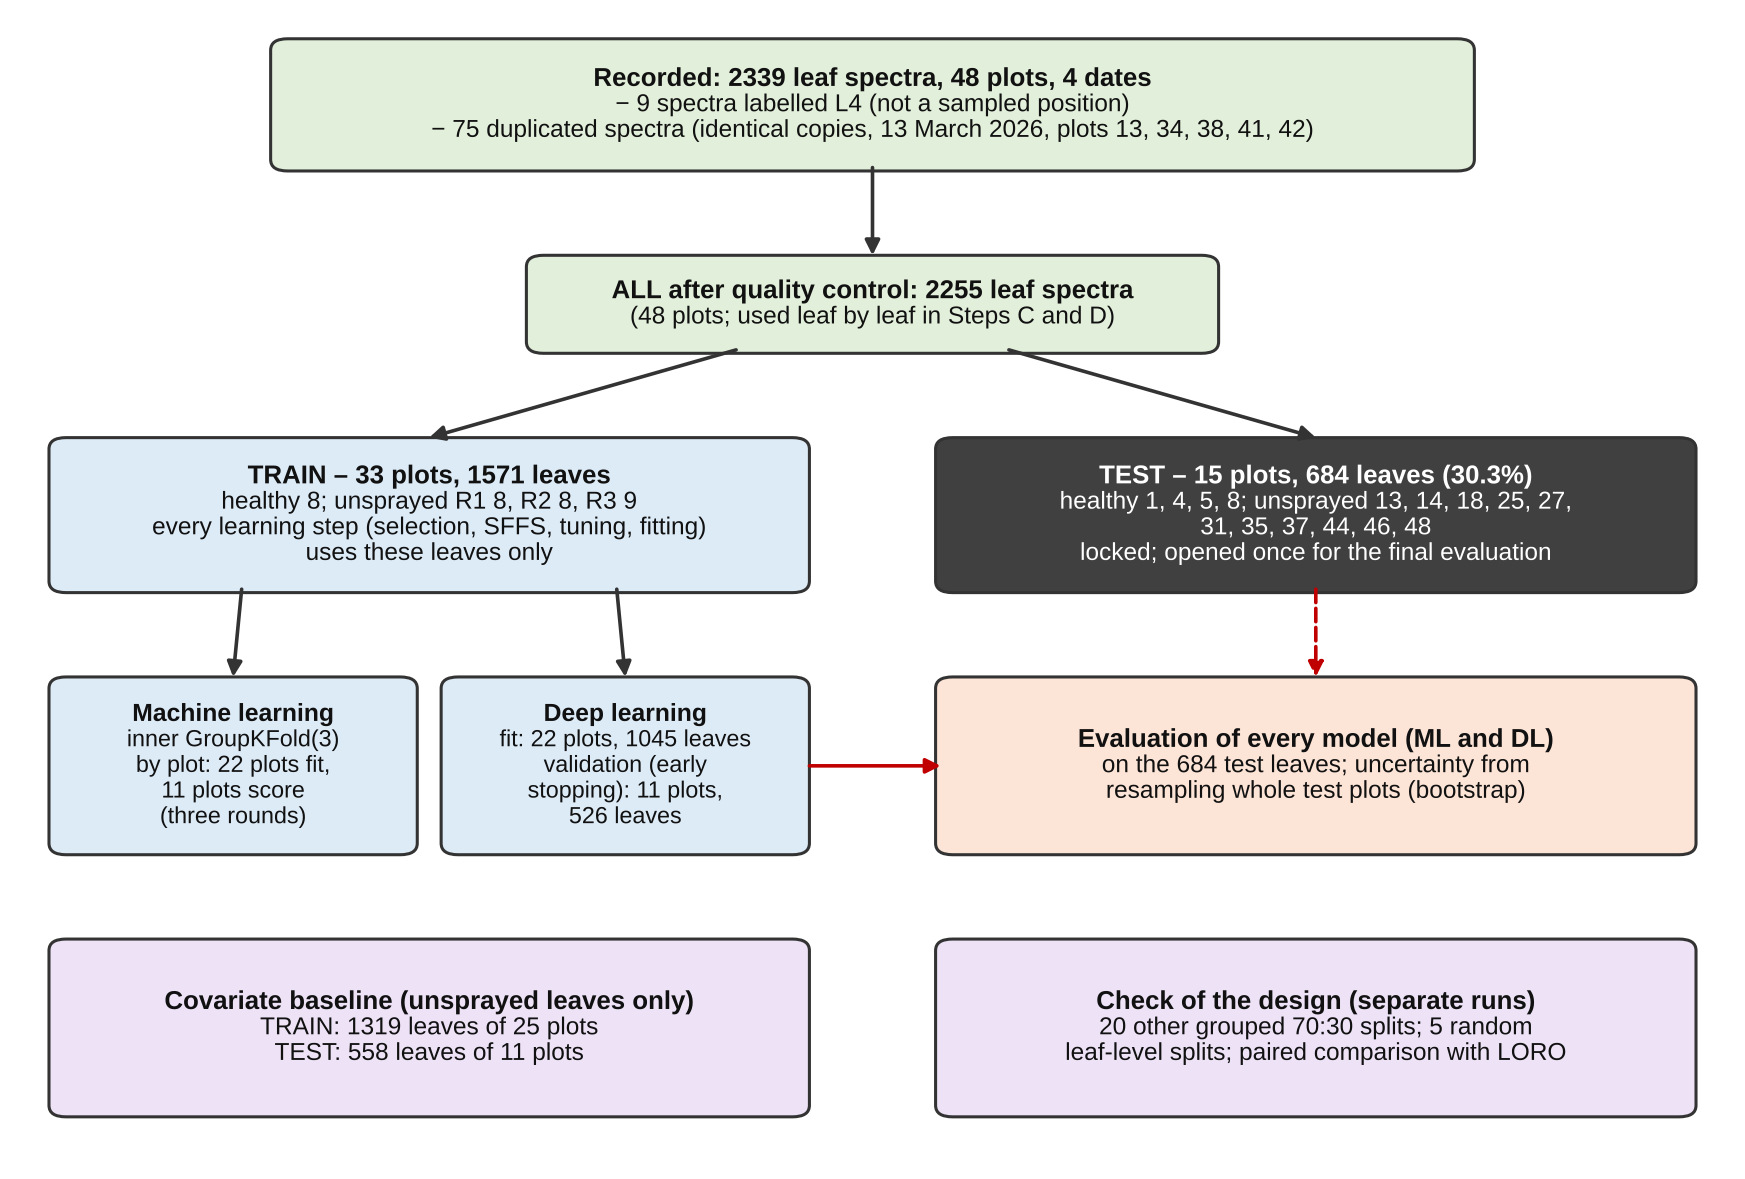 Recorded: 2339 leaf spectra, 48 plots, 4 dates
− 9 spectra labelled L4 (not a sampled position)
− 75 duplicated spectra (identical copies, 13 March 2026, plots 13, 34, 38, 41, 42)
ALL after quality control: 2255 leaf spectra
(48 plots; used leaf by leaf in Steps C and D)
TRAIN – 33 plots, 1571 leaves
healthy 8; unsprayed R1 8, R2 8, R3 9
every learning step (selection, SFFS, tuning, fitting)
uses these leaves only
TEST – 15 plots, 684 leaves (30.3%)
healthy 1, 4, 5, 8; unsprayed 13, 14, 18, 25, 27,
31, 35, 37, 44, 46, 48
locked; opened once for the final evaluation
Machine learning
inner GroupKFold(3)
by plot: 22 plots fit,
11 plots score
(three rounds)
Deep learning
fit: 22 plots, 1045 leaves
validation (early
stopping): 11 plots,
526 leaves
Evaluation of every model (ML and DL)
on the 684 test leaves; uncertainty from
resampling whole test plots (bootstrap)
Covariate baseline (unsprayed leaves only)
TRAIN: 1319 leaves of 25 plots
TEST: 558 leaves of 11 plots
Check of the design (separate runs)
20 other grouped 70:30 splits; 5 random
leaf-level splits; paired comparison with LORO